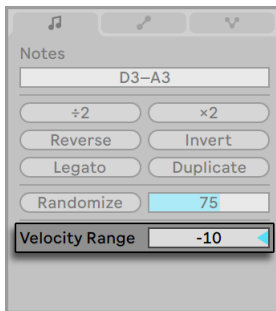 Notes
D3–A3
÷2 ×2
Reverse Invert
Legato Duplicate
Randomize 75
Velocity Range -10